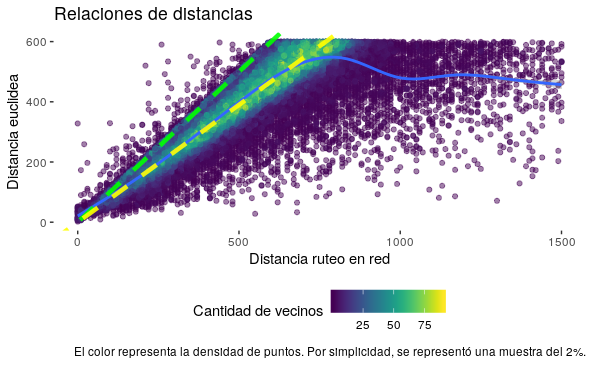 Relaciones de distancias
600
400
200
0
Distancia euclidea
0
500
1000
1500
Distancia ruteo en red
Cantidad de vecinos
25
50
75
El color representa la densidad de puntos. Por simplicidad, se representó una muestra del 2%.